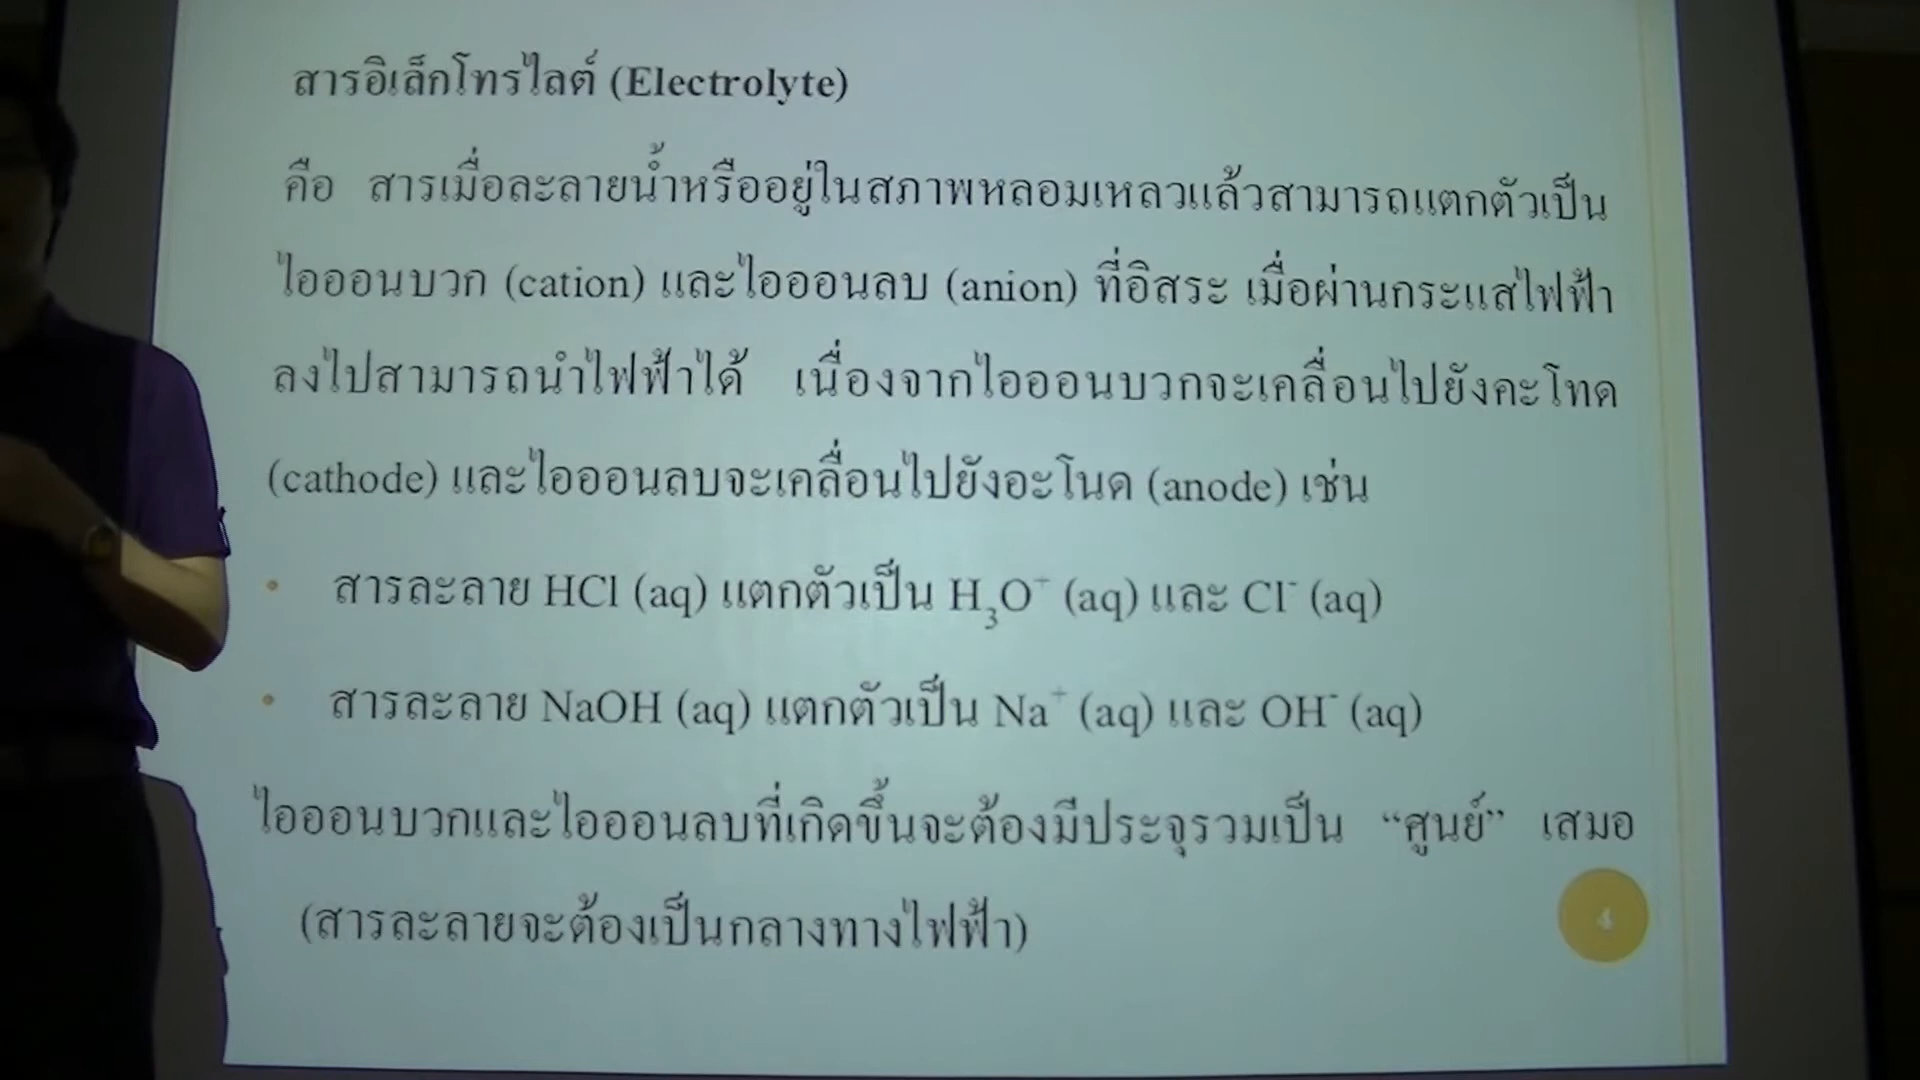 สารอิเล็กโทรไลต์ (Electrolyte)
คือ สารเมื่อละลายน้ำหรืออยู่ในสภาพหลอมเหลวแล้วสามารถแตกตัวเป็น
ไอออนบวก (cation) และไอออนลบ (anion) ที่อิสระ เมื่อผ่านกระแสไฟฟ้า
ลงไปสามารถนำไฟฟ้าได้ เนื่องจากไอออนบวกจะเคลื่อนไปยังคะโทด
(cathode) และไอออนลบจะเคลื่อนไปยังอะโนด (anode) เช่น
• สารละลาย HCl (aq) แตกตัวเป็น H₃O⁺ (aq) และ Cl⁻ (aq)
• สารละลาย NaOH (aq) แตกตัวเป็น Na⁺ (aq) และ OH⁻ (aq)
ไอออนบวกและไอออนลบที่เกิดขึ้นจะต้องมีประจุรวมเป็น “ศูนย์” เสมอ
(สารละลายจะต้องเป็นกลางทางไฟฟ้า)
4